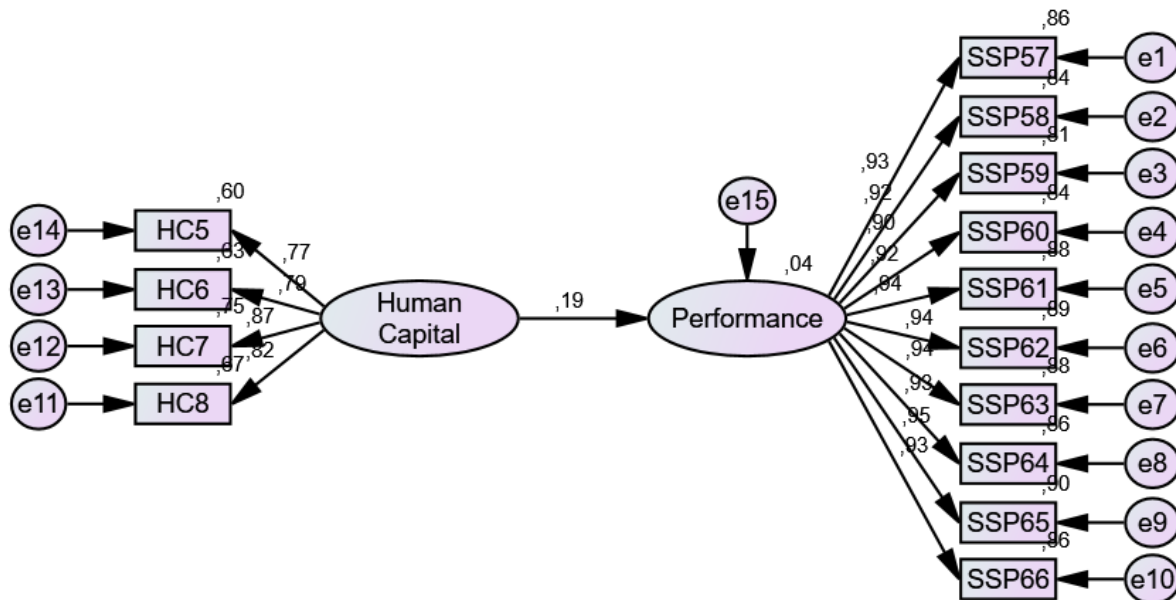 ,86
SSP57
e1
,84
SSP58
e2
,81
SSP59
e3
,84
SSP60
e4
,88
SSP61
e5
,89
SSP62
e6
,88
SSP63
e7
,86
SSP64
e8
,90
SSP65
e9
,86
SSP66
e10
,93
,92
,90
,92
,94
,94
,94
,93
,95
,93
e15
,04
Performance
,19
Human
Capital
,60
e14
HC5
,77
,63
e13
HC6
,79
,75
e12
HC7
,87
,67
e11
HC8
,82